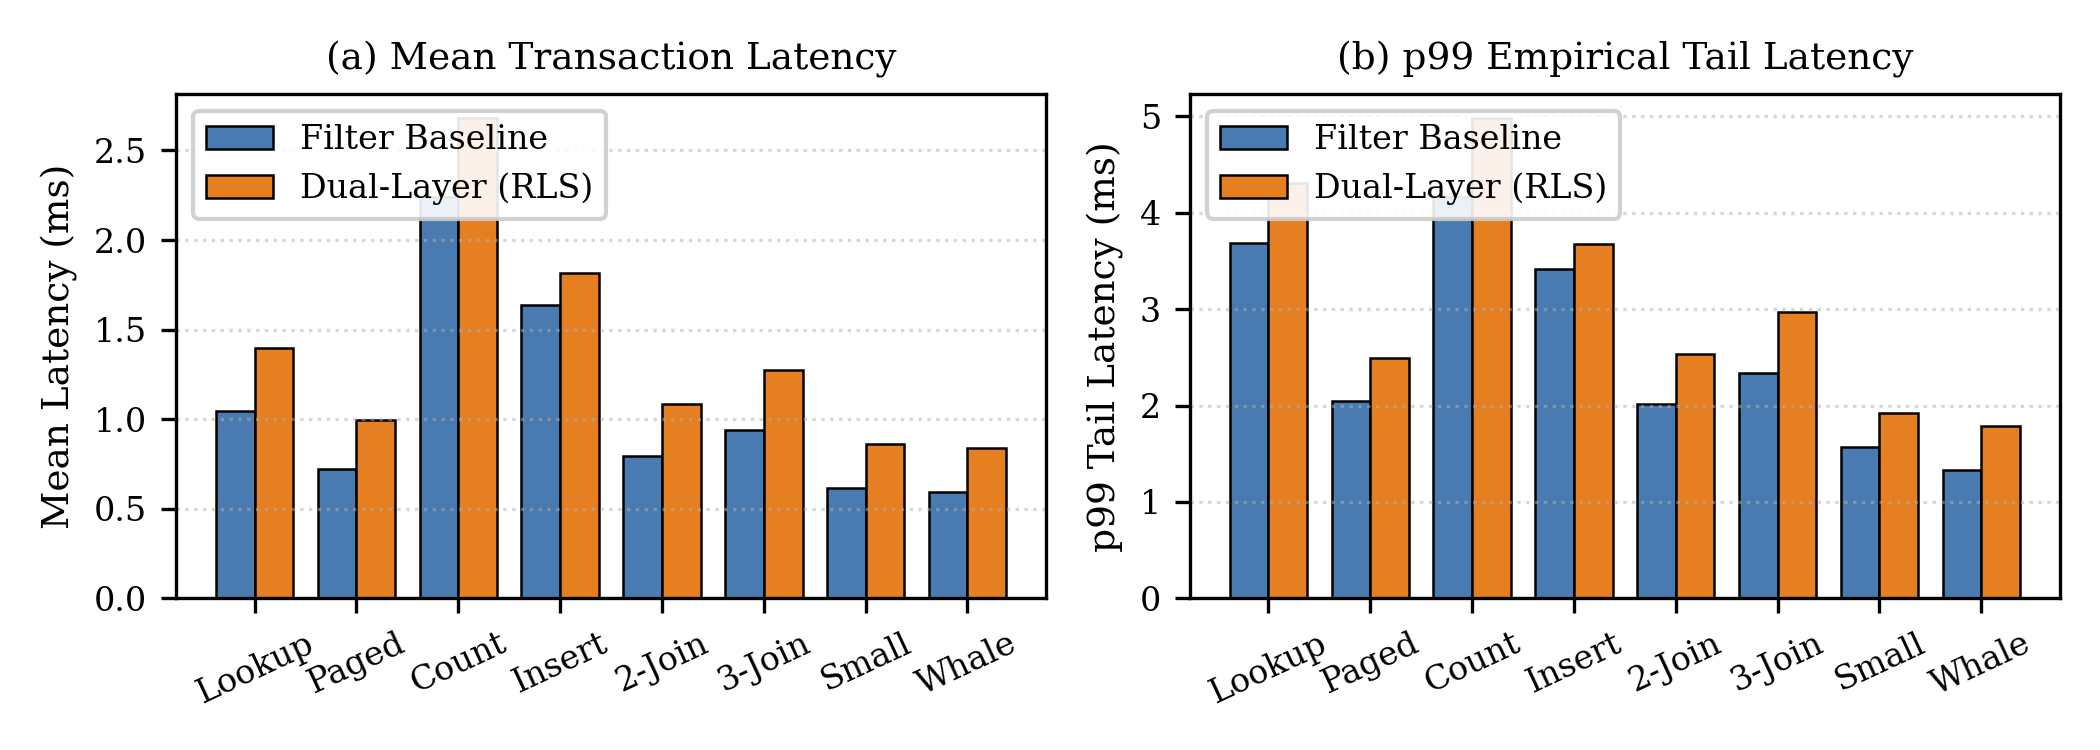 (a) Mean Transaction Latency
Mean Latency (ms)
2.5
2.0
1.5
1.0
0.5
0.0
Filter Baseline
Dual-Layer (RLS)
Lookup
Paged
Count
Insert
2-Join
3-Join
Small
Whale
(b) p99 Empirical Tail Latency
p99 Tail Latency (ms)
5
4
3
2
1
0
Filter Baseline
Dual-Layer (RLS)
Lookup
Paged
Count
Insert
2-Join
3-Join
Small
Whale